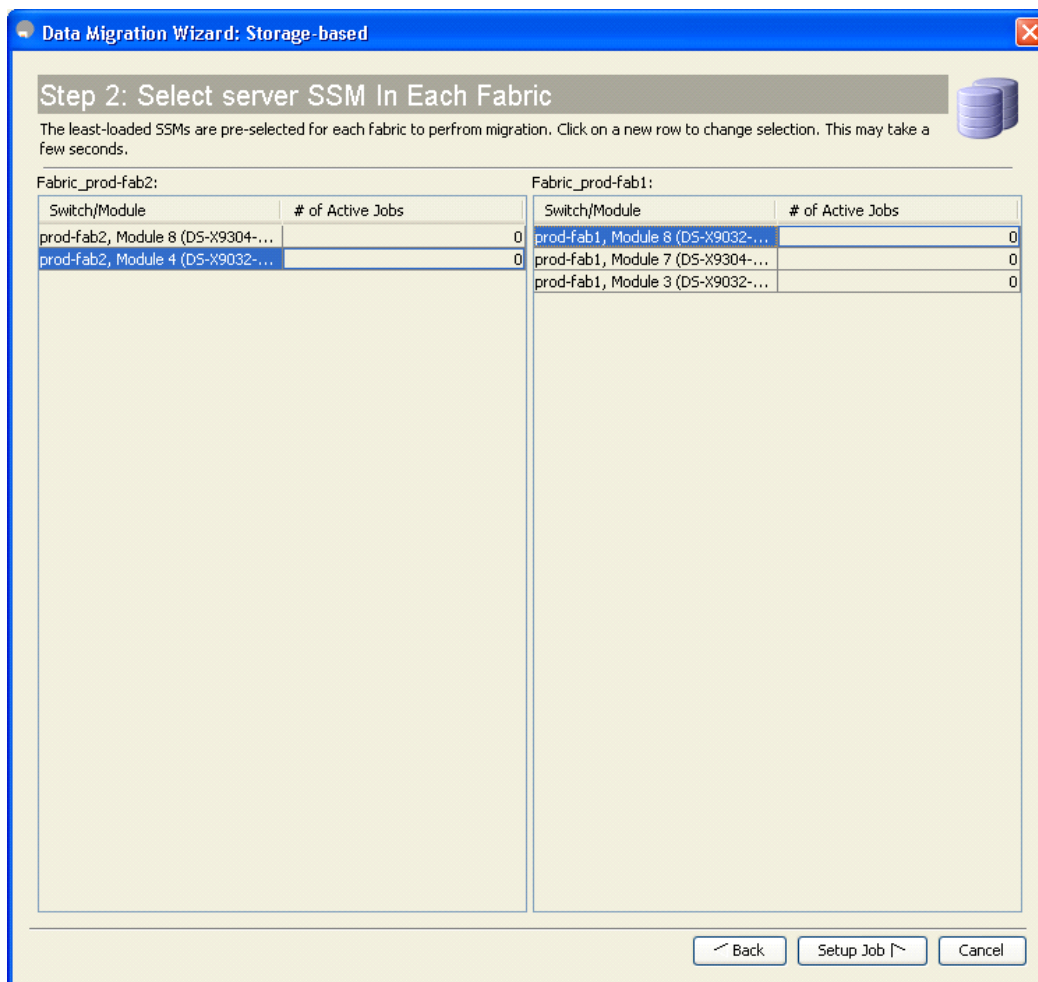 Data Migration Wizard: Storage-based
Step 2: Select server SSM In Each Fabric
The least-loaded SSMs are pre-selected for each fabric to perfrom migration. Click on a new row to change selection. This may take a
few seconds.
Fabric_prod-fab2:
Switch/Module # of Active Jobs
prod-fab2, Module 8 (DS-X9304-... 0
prod-fab2, Module 4 (DS-X9032-... 0
Fabric_prod-fab1:
Switch/Module # of Active Jobs
prod-fab1, Module 8 (DS-X9032-... 0
prod-fab1, Module 7 (DS-X9304-... 0
prod-fab1, Module 3 (DS-X9032-... 0
Back Setup Job Cancel